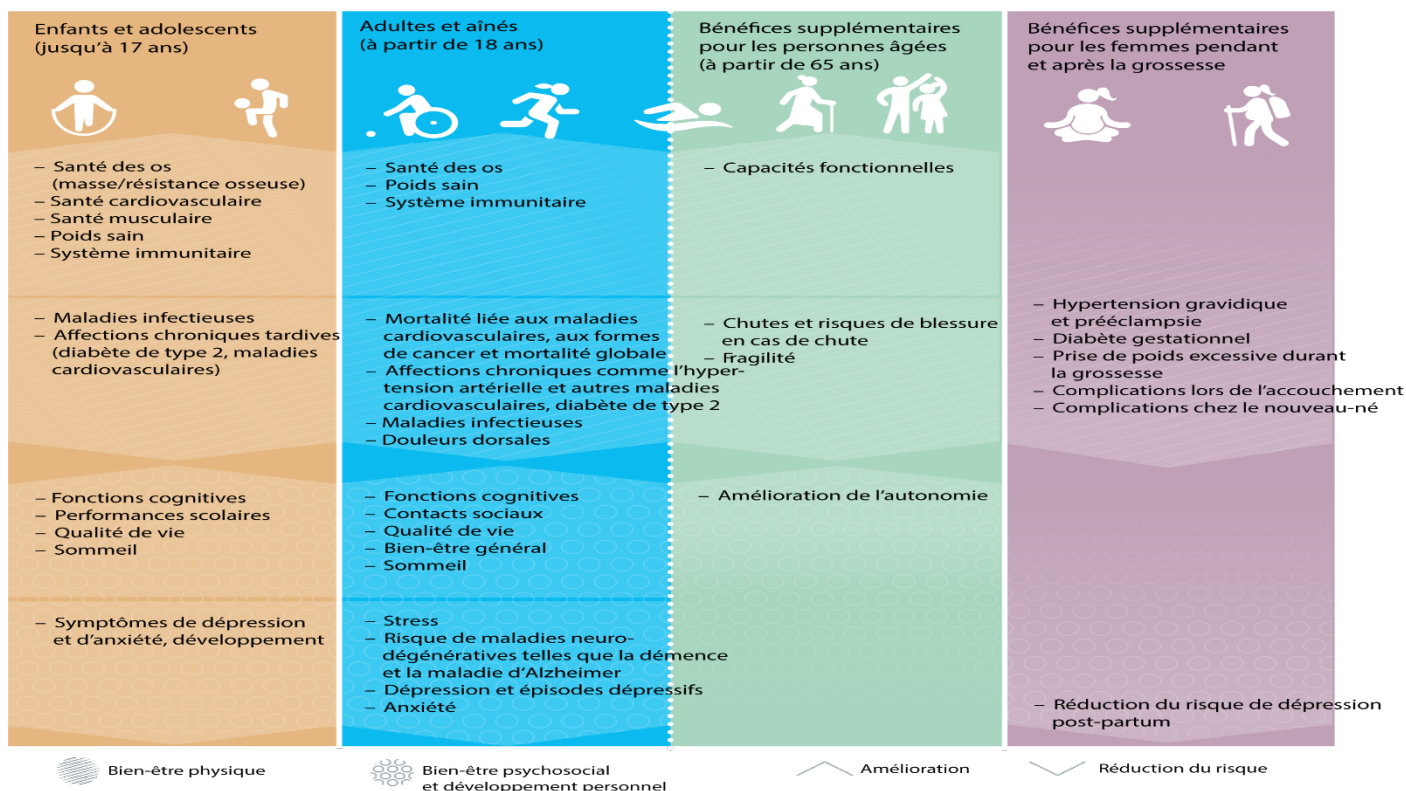 Enfants et adolescents
(jusqu'à 17 ans)
– Santé des os
(masse/résistance osseuse)
– Santé cardiovasculaire
– Santé musculaire
– Poids sain
– Système immunitaire
– Maladies infectieuses
– Affections chroniques tardives
(diabète de type 2, maladies
cardiovasculaires)
– Fonctions cognitives
– Performances scolaires
– Qualité de vie
– Sommeil
– Symptômes de dépression
et d'anxiété, développement
Adultes et aînés
(à partir de 18 ans)
– Santé des os
– Poids sain
– Système immunitaire
– Mortalité liée aux maladies
cardiovasculaires, aux formes
de cancer et mortalité globale
– Affections chroniques comme l'hyper-
tension artérielle et autres maladies
cardiovasculaires, diabète de type 2
– Maladies infectieuses
– Douleurs dorsales
– Fonctions cognitives
– Contacts sociaux
– Qualité de vie
– Bien-être général
– Sommeil
– Stress
– Risque de maladies neuro-
dégénératives telles que la démence
et la maladie d'Alzheimer
– Dépression et épisodes dépressifs
– Anxiété
Bénéfices supplémentaires
pour les personnes âgées
(à partir de 65 ans)
– Capacités fonctionnelles
– Chutes et risques de blessure
en cas de chute
– Fragilité
– Amélioration de l'autonomie
Bénéfices supplémentaires
pour les femmes pendant
et après la grossesse
– Hypertension gravidique
et prééclampsie
– Diabète gestationnel
– Prise de poids excessive durant
la grossesse
– Complications lors de l'accouchement
– Complications chez le nouveau-né
– Réduction du risque de dépression
post-partum
Bien-être physique
Bien-être psychosocial
et développement personnel
Amélioration
Réduction du risque